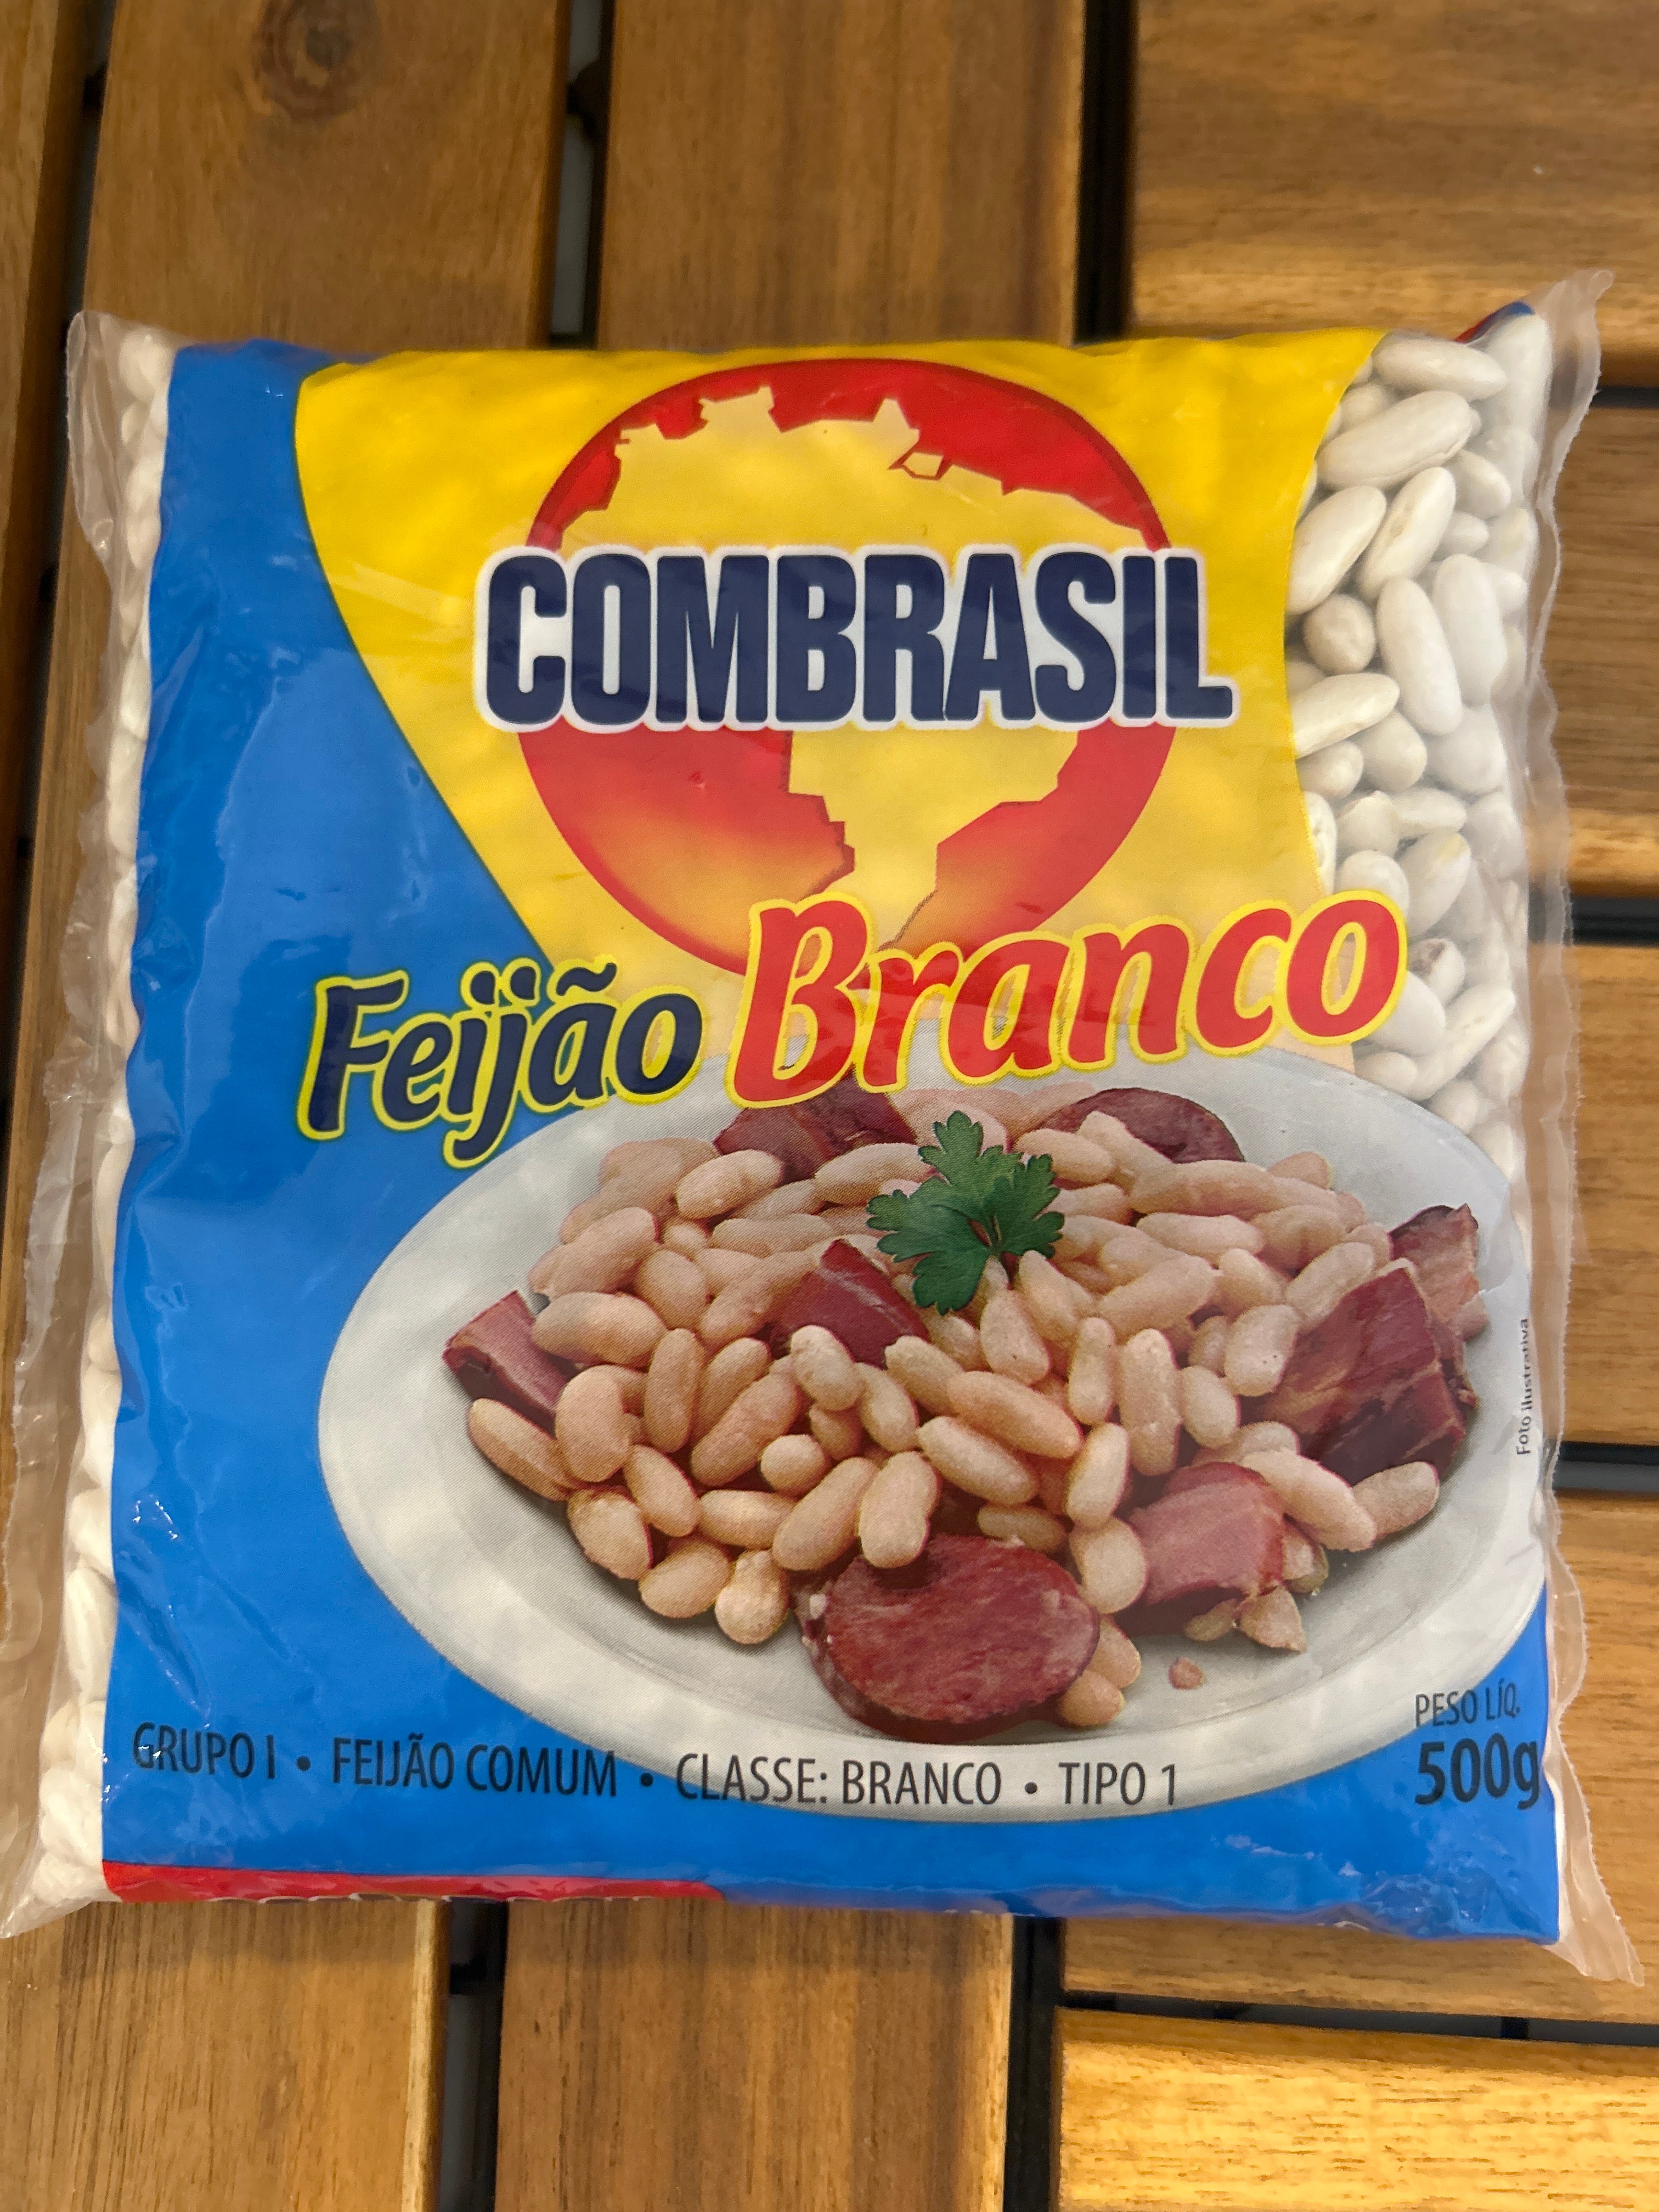 COMBRASIL
Feijão Branco
Foto ilustrativa
PESO LÍQ.
500g
GRUPO I • FEIJÃO COMUM • CLASSE: BRANCO • TIPO 1